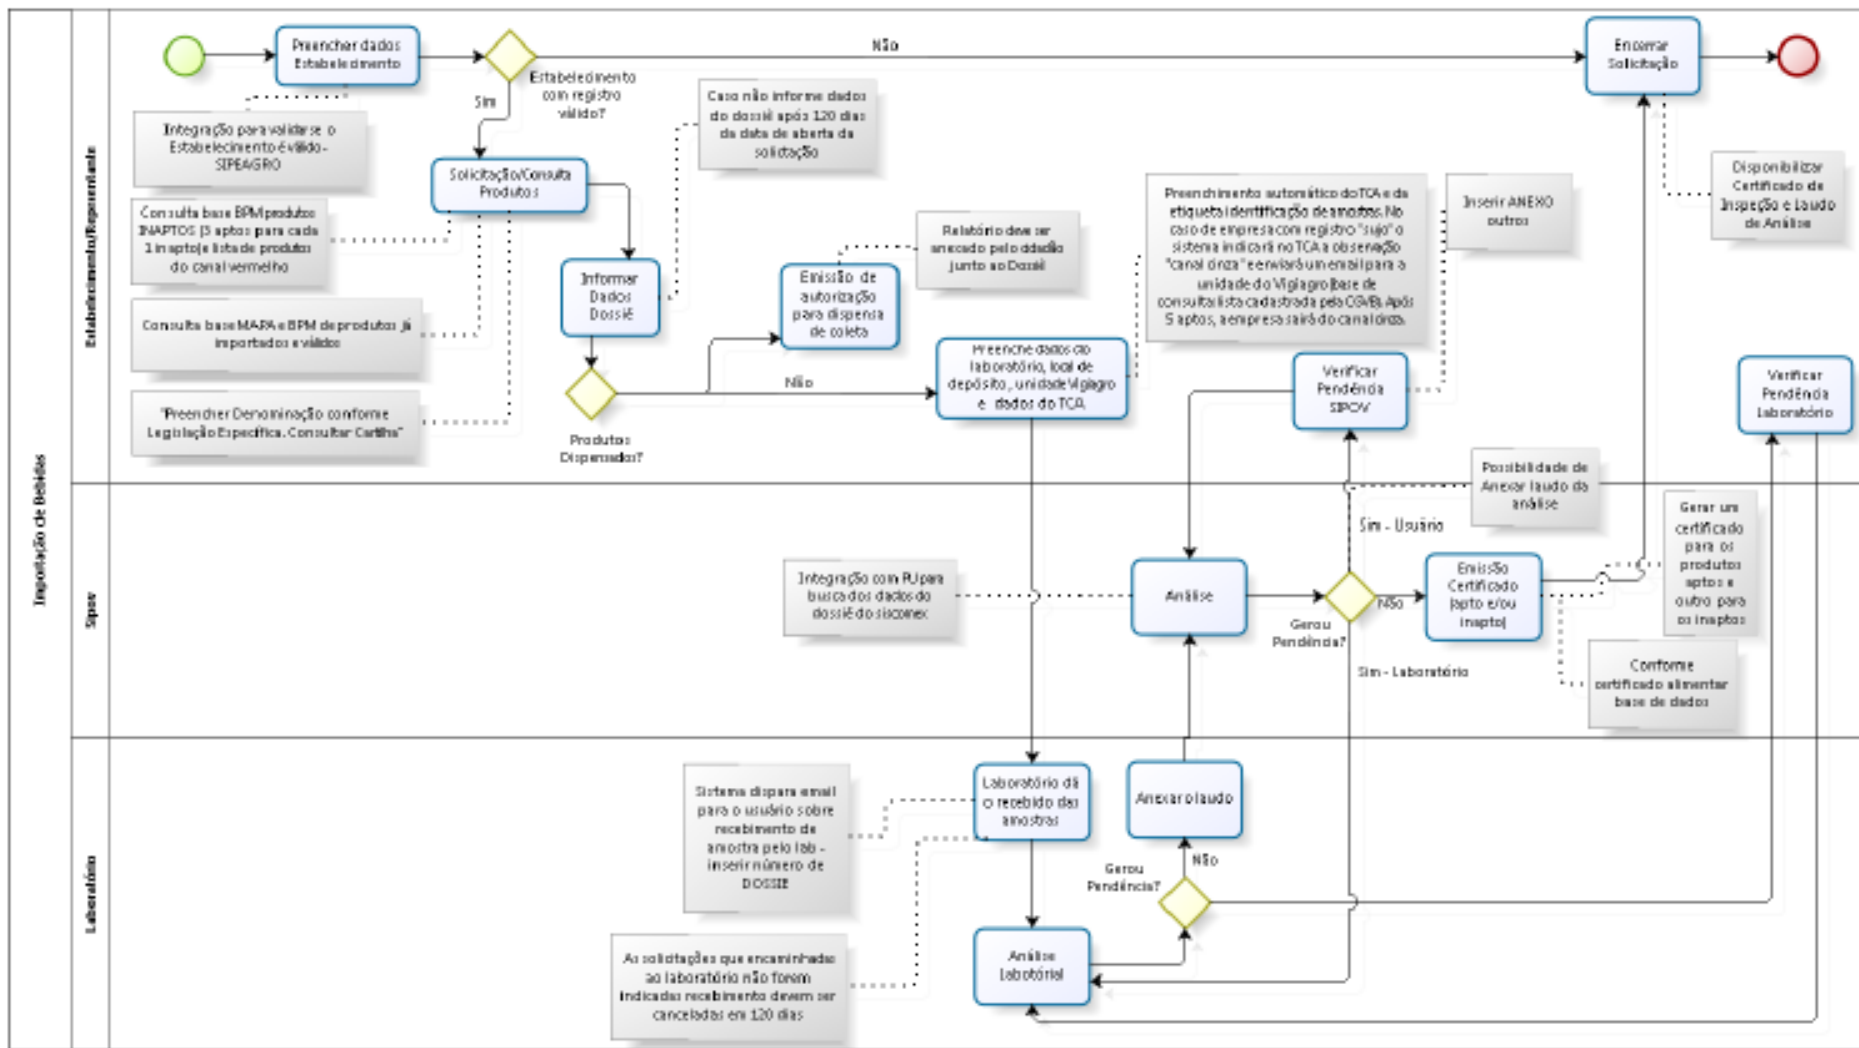 Importação de Bebidas
Estabelecimento/Representante
Preencher dados
Estabelecimento
Estabelecimento
com registro
válido?
Não
Sim
Encerrar
Solicitação
Integração para validar se o
Estabelecimento é válido -
SIPEAGRO
Solicitação/Consulta
Produtos
Caso não informe dados
do dossiê após 120 dias
da data de aberta da
solictação
Consulta base BPM produtos
INAPTOS (3 aptos para cada
1 inapto) e lista de produtos
do canal vermelho
Consulta base MAPA e BPM de produtos já
importados e válidos
"Preencher Denominação conforme
Legislação Específica. Consultar Cartilha"
Informar
Dados
Dossiê
Produtos
Dispensados?
Não
Emissão de
autorização
para dispensa
de coleta
Relatório deve ser
anexado pelo cidadão
junto ao Dossiê
Preenche dados do
laboratório, local de
depósito, unidade Vigiagro
e dados do TCA.
Preenchimento automático do TCA e da
etiqueta identificação de amostras. No
caso de empresa com registro "sujo" o
sistema indicará no TCA a observação
"canal cinza" e enviará um email para a
unidade do Vigiagro (base de
consulta lista cadastrada pela CGVB). Após
5 aptos, a empresa sairá do canal cinza.
Inserir ANEXO
outros
Disponibilizar
Certificado de
Inspeção e Laudo
de Análise
Verificar
Pendência
SIPOV
Verificar
Pendência
Laboratório
Sipov
Possibilidade de
Anexar laudo da
análise
Sim - Usuário
Integração com PU para
busca dos dados do
dossiê do siscomex
Análise
Gerou
Pendência?
Não
Sim - Laboratório
Emissão
Certificado
(apto e/ou
inapto)
Gerar um
certificado
para os
produtos
aptos e
outro para
os inaptos
Conforme
certificado alimentar
base de dados
Laboratório
Sistema dispara email
para o usuário sobre
recebimento de
amostra pelo lab -
inserir número de
DOSSIE
Laboratório dá
o recebido das
amostras
Anexar o laudo
Gerou
Pendência?
Não
As solicitações que encaminhadas
ao laboratório não forem
indicadas recebimento devem ser
canceladas em 120 dias
Análise
Labotórial